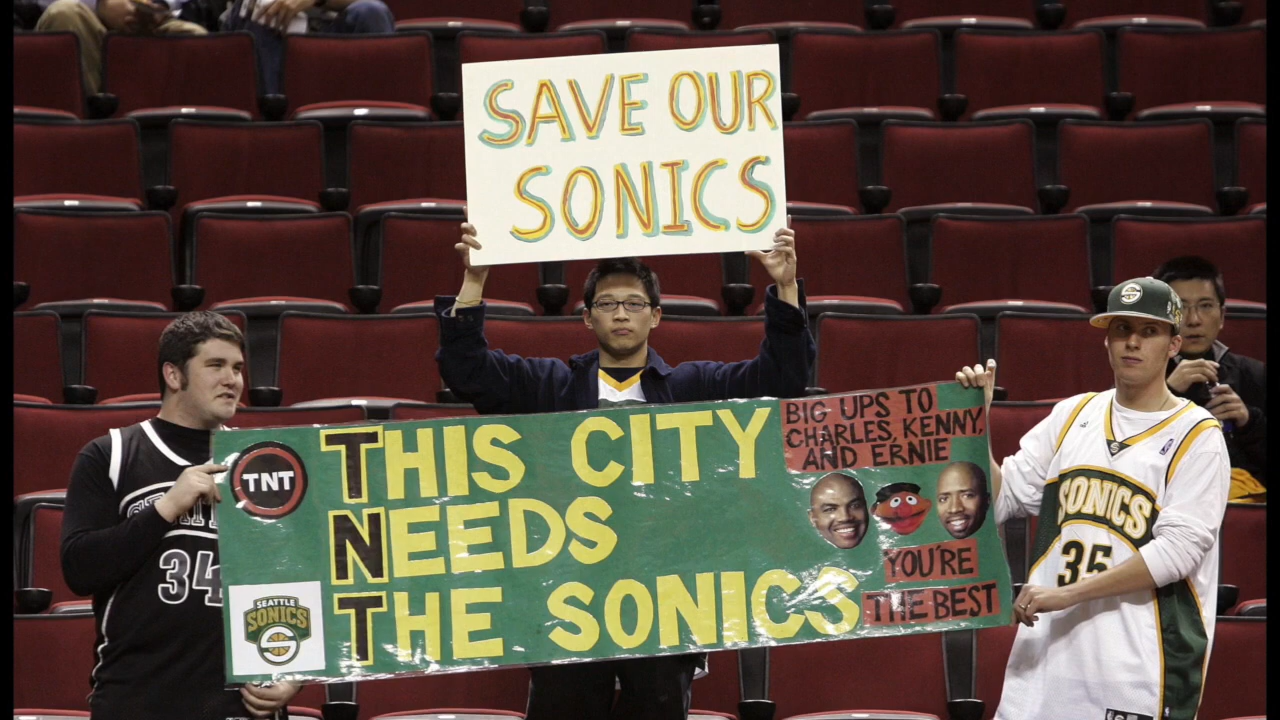 SAVE OUR
SONICS
TNT
THIS CITY
NEEDS
THE SONICS
BIG UPS TO
CHARLES, KENNY,
AND ERNIE
YOU'RE
THE BEST
SEATTLE
SONICS
34
SONICS
35